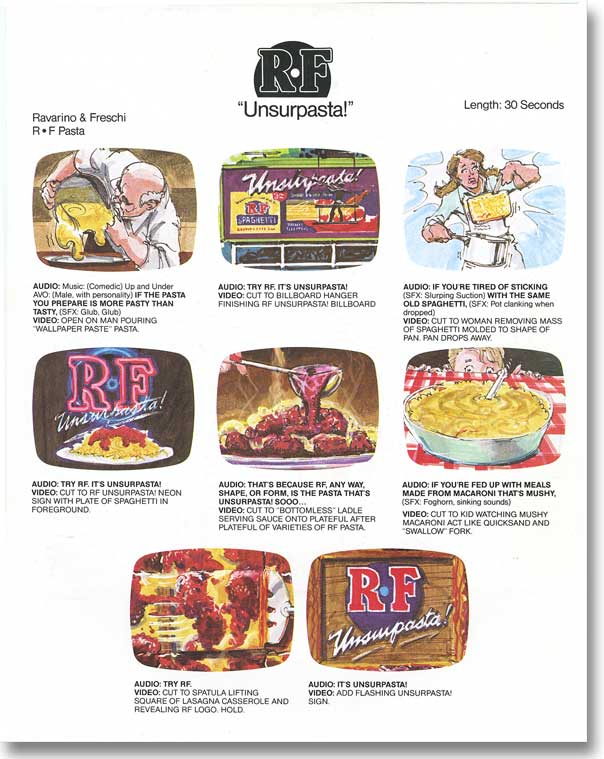 R•F
"Unsurpasta!"
Ravarino & Freschi
R • F Pasta
Length: 30 Seconds
AUDIO: Music: (Comedic) Up and Under
AVO: (Male, with personality) IF THE PASTA
YOU PREPARE IS MORE PASTY THAN
TASTY, (SFX: Glub, Glub)
VIDEO: OPEN ON MAN POURING
"WALLPAPER PASTE" PASTA.
Unsurpasta!
RF
SPAGHETTI
AUDIO: TRY RF. IT'S UNSURPASTA!
VIDEO: CUT TO BILLBOARD HANGER
FINISHING RF UNSURPASTA! BILLBOARD
AUDIO: IF YOU'RE TIRED OF STICKING
(SFX: Slurping Suction) WITH THE SAME
OLD SPAGHETTI, (SFX: Pot clanking when
dropped)
VIDEO: CUT TO WOMAN REMOVING MASS
OF SPAGHETTI MOLDED TO SHAPE OF
PAN. PAN DROPS AWAY.
RF
Unsurpasta!
AUDIO: TRY RF. IT'S UNSURPASTA!
VIDEO: CUT TO RF UNSURPASTA! NEON
SIGN WITH PLATE OF SPAGHETTI IN
FOREGROUND.
AUDIO: THAT'S BECAUSE RF, ANY WAY,
SHAPE, OR FORM, IS THE PASTA THAT'S
UNSURPASTA! SOOO...
VIDEO: CUT TO "BOTTOMLESS" LADLE
SERVING SAUCE ONTO PLATEFUL AFTER
PLATEFUL OF VARIETIES OF RF PASTA.
AUDIO: IF YOU'RE FED UP WITH MEALS
MADE FROM MACARONI THAT'S MUSHY,
(SFX: Foghorn, sinking sounds)
VIDEO: CUT TO KID WATCHING MUSHY
MACARONI ACT LIKE QUICKSAND AND
"SWALLOW" FORK.
AUDIO: TRY RF.
VIDEO: CUT TO SPATULA LIFTING
SQUARE OF LASAGNA CASSEROLE AND
REVEALING RF LOGO. HOLD.
R•F
Unsurpasta!
AUDIO: IT'S UNSURPASTA!
VIDEO: ADD FLASHING UNSURPASTA!
SIGN.